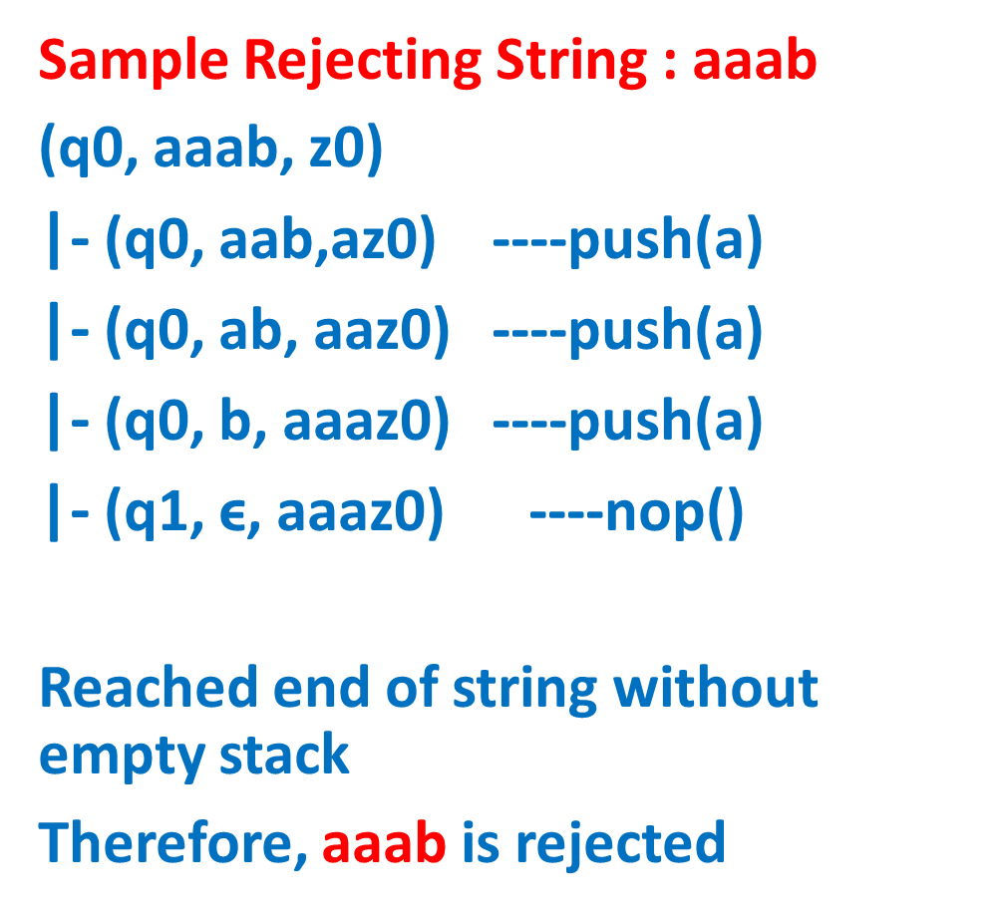 Sample Rejecting String : aaab
(q0, aaab, z0)
|- (q0, aab,az0) ----push(a)
|- (q0, ab, aaz0) ----push(a)
|- (q0, b, aaaz0) ----push(a)
|- (q1, ϵ, aaaz0) ----nop()
Reached end of string without
empty stack
Therefore, aaab is rejected